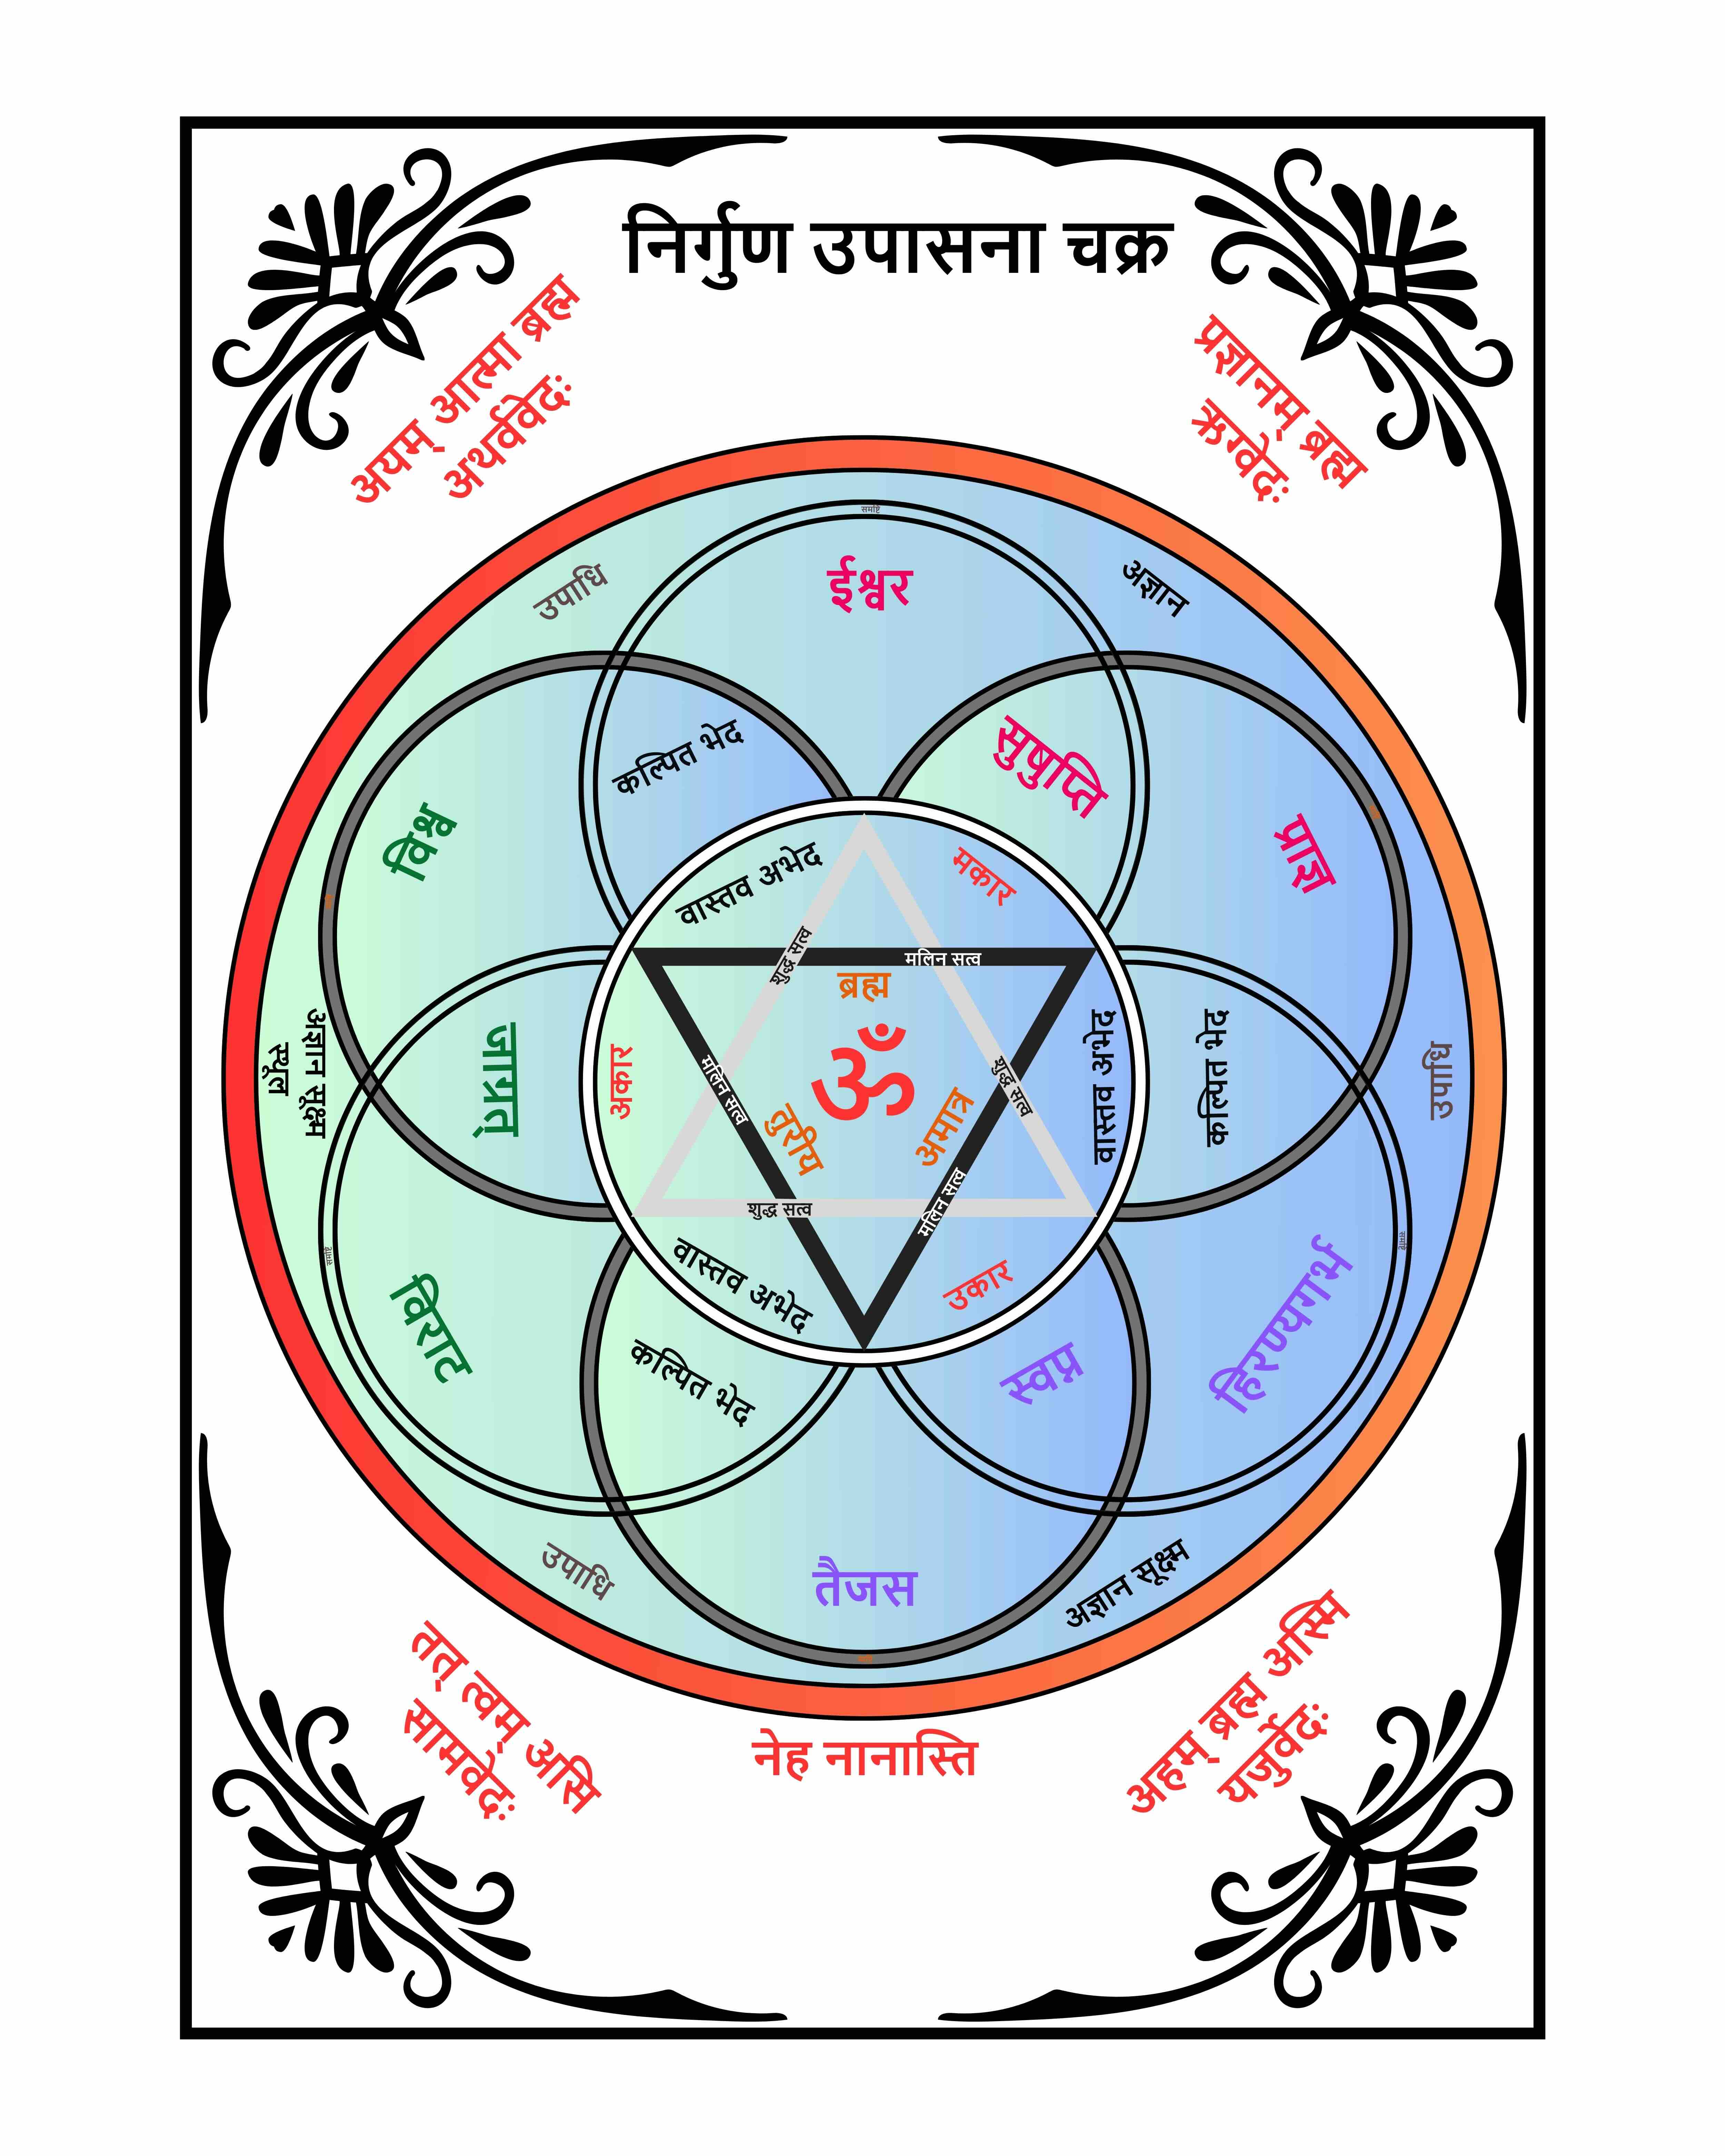 निर्गुण उपासना चक्र
अयम् आत्मा ब्रह्म
अथर्ववेदः
प्रज्ञानम् ब्रह्म
ऋग्वेदः
समष्टि
उपाधि
ईश्वर
अज्ञान
कल्पित भेद
सुषुप्ति
विश्व
प्राज्ञ
वास्तव अभेद
मकार
शुद्ध सत्व
मलिन सत्व
ब्रह्म
ॐ
तुरीय
अमात्र
मलिन सत्व
शुद्ध सत्व
अज्ञान सूक्ष्म
स्थूल
जाग्रत्
अकार
वास्तव अभेद
कल्पित भेद
उपाधि
शुद्ध सत्व
मलिन सत्व
समष्टि
समष्टि
वास्तव अभेद
उकार
विराट
कल्पित भेद
स्वप्न
हिरण्यगर्भ
उपाधि
तैजस
अज्ञान सूक्ष्म
तत् त्वम् असि
सामवेदः
नेह नानास्ति
अहम् ब्रह्म अस्मि
यजुर्वेदः